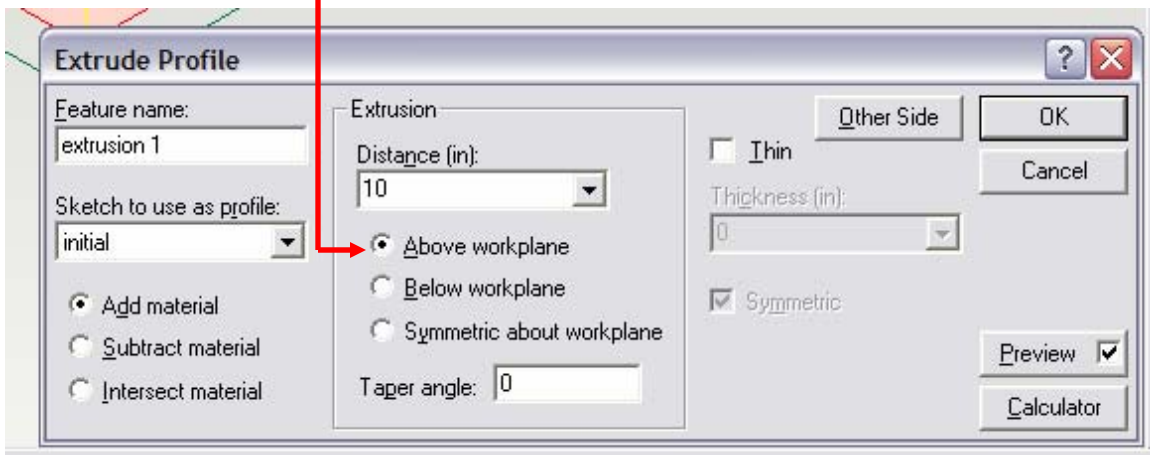 Extrude Profile
Feature name:
extrusion 1
Sketch to use as profile:
initial
Add material
Subtract material
Intersect material
Extrusion
Distance (in):
10
Above workplane
Below workplane
Symmetric about workplane
Taper angle: 0
Other Side
Thin
Thickness (in):
0
Symmetric
OK
Cancel
Preview
Calculator